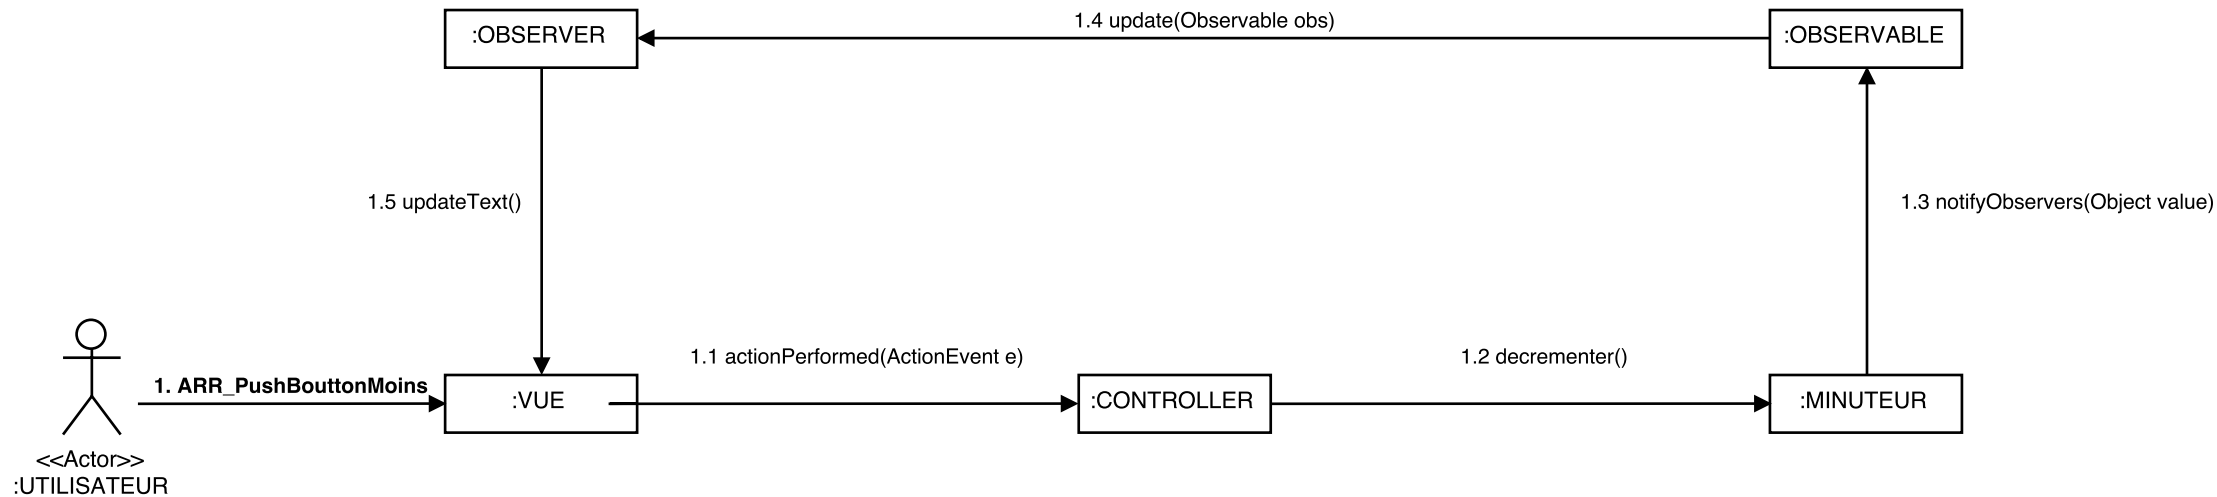 1.4 update(Observable obs)
:OBSERVER
:OBSERVABLE
1.5 updateText()
1.3 notifyObservers(Object value)
1.1 actionPerformed(ActionEvent e)
1.2 decrementer()
1. ARR_PushBouttonMoins
:VUE
:CONTROLLER
:MINUTEUR
<<Actor>>
:UTILISATEUR